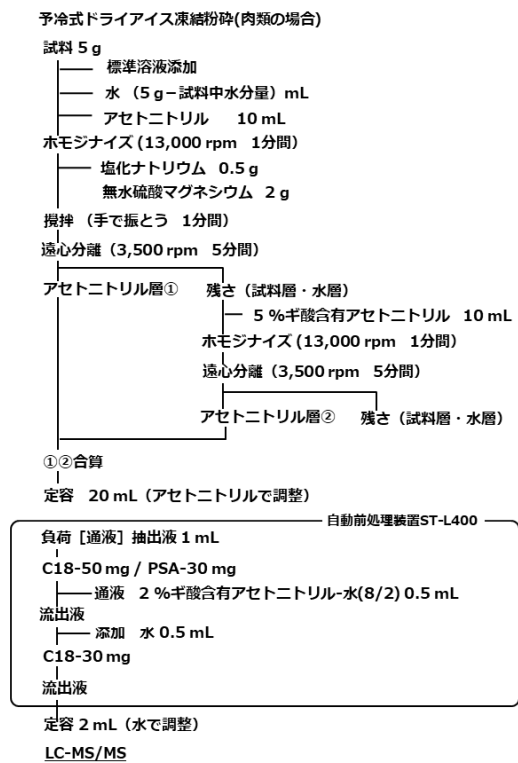 予冷式ドライアイス凍結粉砕(肉類の場合)
試料 5 g
標準溶液添加
水 （5 g－試料中水分量）mL
アセトニトリル 10 mL
ホモジナイズ (13,000 rpm 1分間）
塩化ナトリウム 0.5 g
無水硫酸マグネシウム 2 g
攪拌 （手で振とう 1分間）
遠心分離（3,500 rpm 5分間）
アセトニトリル層① 残さ（試料層・水層）
5 %ギ酸含有アセトニトリル 10 mL
ホモジナイズ (13,000 rpm 1分間）
遠心分離（3,500 rpm 5分間）
アセトニトリル層② 残さ（試料層・水層）
①②合算
定容 20 mL（アセトニトリルで調整）
自動前処理装置ST-L400
負荷［通液］抽出液 1 mL
C18-50 mg / PSA-30 mg
通液 2 %ギ酸含有アセトニトリル-水(8/2) 0.5 mL
流出液
添加 水 0.5 mL
C18-30 mg
流出液
定容 2 mL（水で調整）
LC-MS/MS